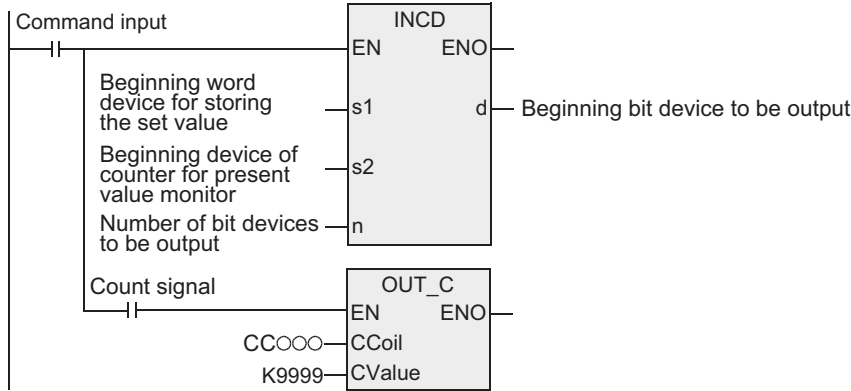 Command input
INCD
EN ENO
Beginning word
device for storing
the set value
s1 d Beginning bit device to be output
Beginning device of
counter for present
value monitor
s2
Number of bit devices
to be output
n
Count signal
OUT_C
EN ENO
CC○○○ CCoil
K9999 CValue